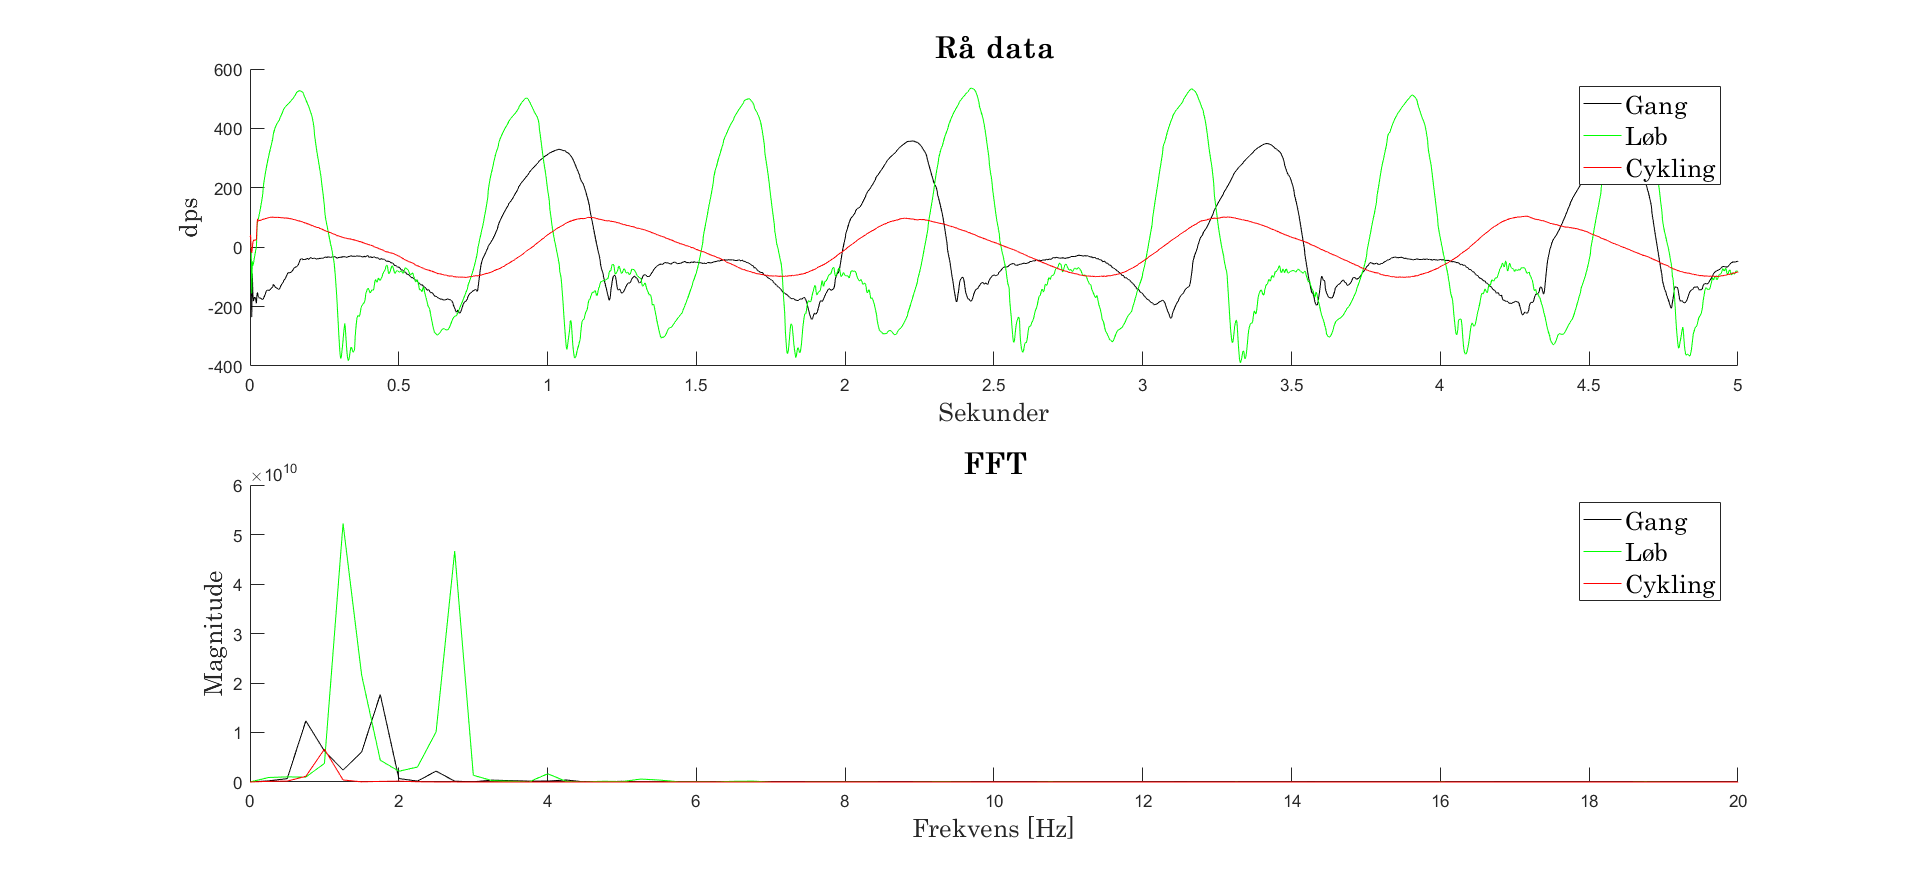 Rå data
600
400
200
0
-200
-400
dps
0 0.5 1 1.5 2 2.5 3 3.5 4 4.5 5
Sekunder
Gang
Løb
Cykling
FFT
×10^10
6
5
4
3
2
1
0
Magnitude
0 2 4 6 8 10 12 14 16 18 20
Frekvens [Hz]
Gang
Løb
Cykling